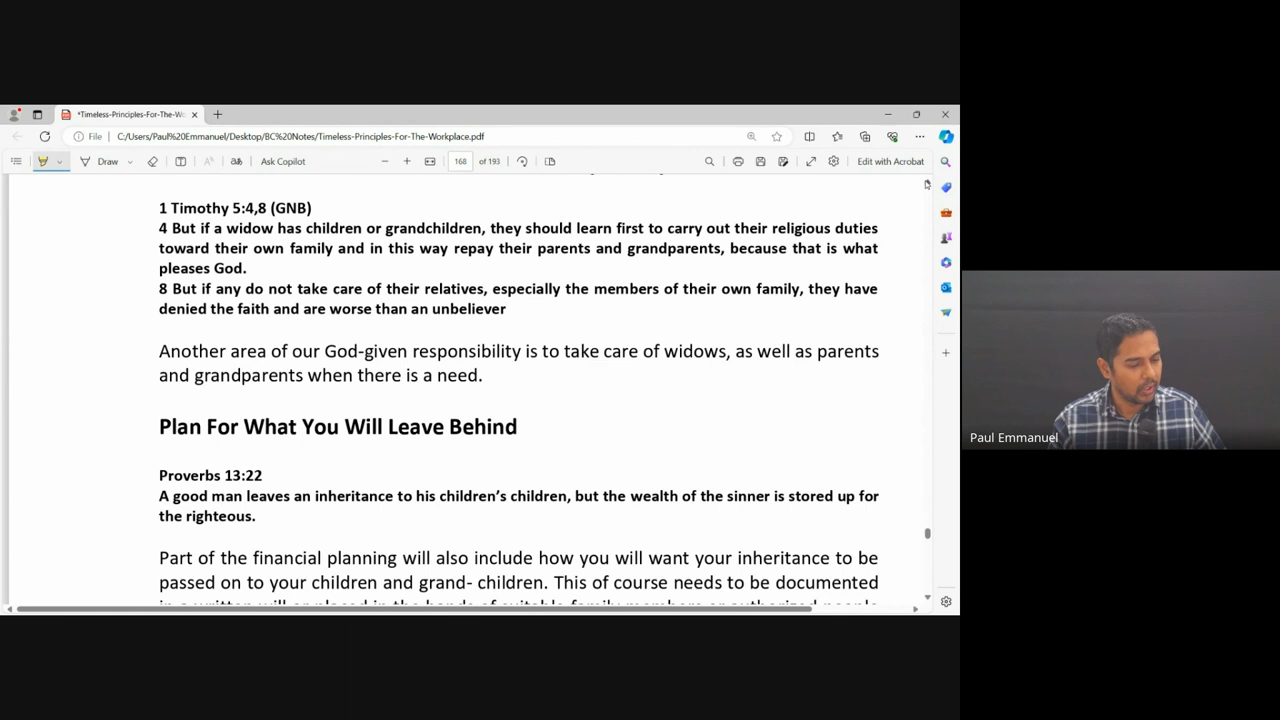 *Timeless-Principles-For-The-Wo
File
C:/Users/Paul%20Emmanuel/Desktop/BC%20Notes/Timeless-Principles-For-The-Workplace.pdf
Draw
Ask Copilot
168 of 193
Edit with Acrobat
1 Timothy 5:4,8 (GNB)
4 But if a widow has children or grandchildren, they should learn first to carry out their religious duties
toward their own family and in this way repay their parents and grandparents, because that is what
pleases God.
8 But if any do not take care of their relatives, especially the members of their own family, they have
denied the faith and are worse than an unbeliever
Another area of our God-given responsibility is to take care of widows, as well as parents
and grandparents when there is a need.
Plan For What You Will Leave Behind
Proverbs 13:22
A good man leaves an inheritance to his children's children, but the wealth of the sinner is stored up for
the righteous.
Part of the financial planning will also include how you will want your inheritance to be
passed on to your children and grand- children. This of course needs to be documented
Paul Emmanuel